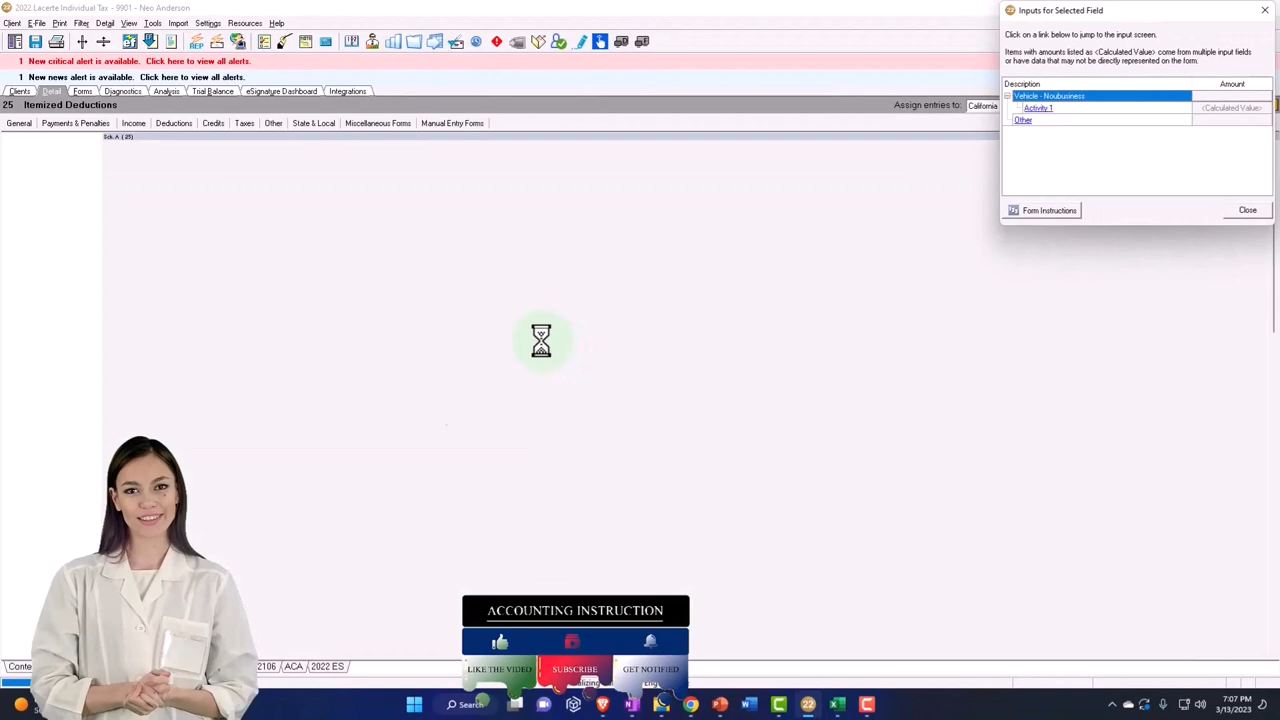 2022 Lacerte Individual Tax - 9901 - Neo Anderson
Client E-File Print Filter Detail View Tools Import Settings Resources Help
REP
1 New critical alert is available. Click here to view all alerts.
1 New news alert is available. Click here to view all alerts.
Clients Detail Forms Diagnostics Analysis Trial Balance eSignature Dashboard Integrations
25 Itemized Deductions
Assign entries to: California
General Payments & Penalties Income Deductions Credits Taxes Other State & Local Miscellaneous Forms Manual Entry Forms
Sch. A (25)
22 Inputs for Selected Field
Click on a link below to jump to the input screen.
Items with amounts listed as <Calculated Value> come from multiple input fields
or have data that may not be directly represented on the form.
Description Amount
Vehicle - Noubusiness
Activity 1 <Calculated Value>
Other
Form Instructions Close
ACCOUNTING INSTRUCTION
LIKE THE VIDEO SUBSCRIBE GET NOTIFIED
2106 ACA 2022 ES
Search
7:07 PM
3/13/2023